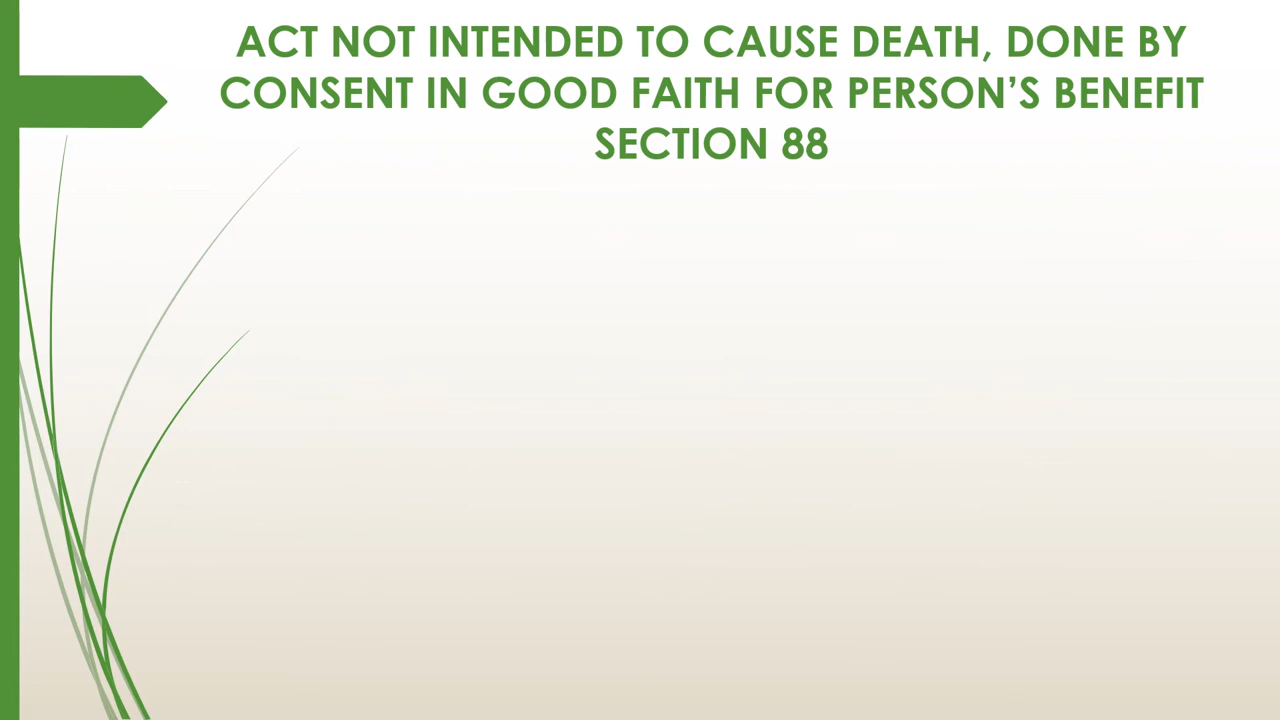 ACT NOT INTENDED TO CAUSE DEATH, DONE BY
CONSENT IN GOOD FAITH FOR PERSON’S BENEFIT
SECTION 88